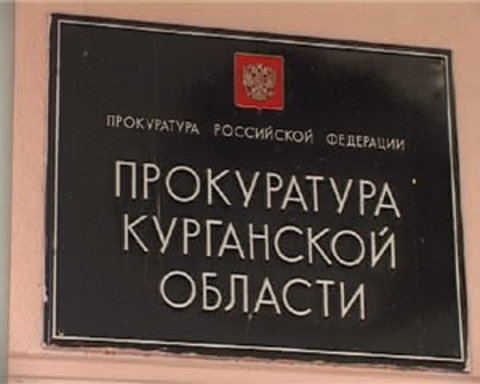 ПРОКУРАТУРА РОССИЙСКОЙ ФЕДЕРАЦИИ
ПРОКУРАТУРА
КУРГАНСКОЙ
ОБЛАСТИ